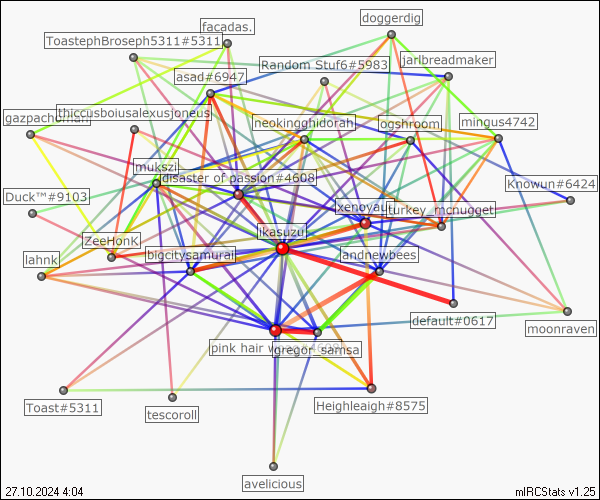 doggerdig
facadas.
ToastephBroseph5311#5311
jarlbreadmaker
Random Stuf6#5983
asad#6947
thiccusboiusalexusjoneus
neokingghidorah
ogshroom
mingus4742
mukszi
disaster of passion#4608
Knowun#6424
Duck™#9103
xenoyau
turkey_mcnugget
ikasuzui
ZeeHonK
bigcitysamurai
andnewbees
lahnk
default#0617
moonraven
pink hair
gregor_samsa
Toast#5311
tescoroll
Heighleaigh#8575
avelicious
27.10.2024 4:04
mIRCStats v1.25